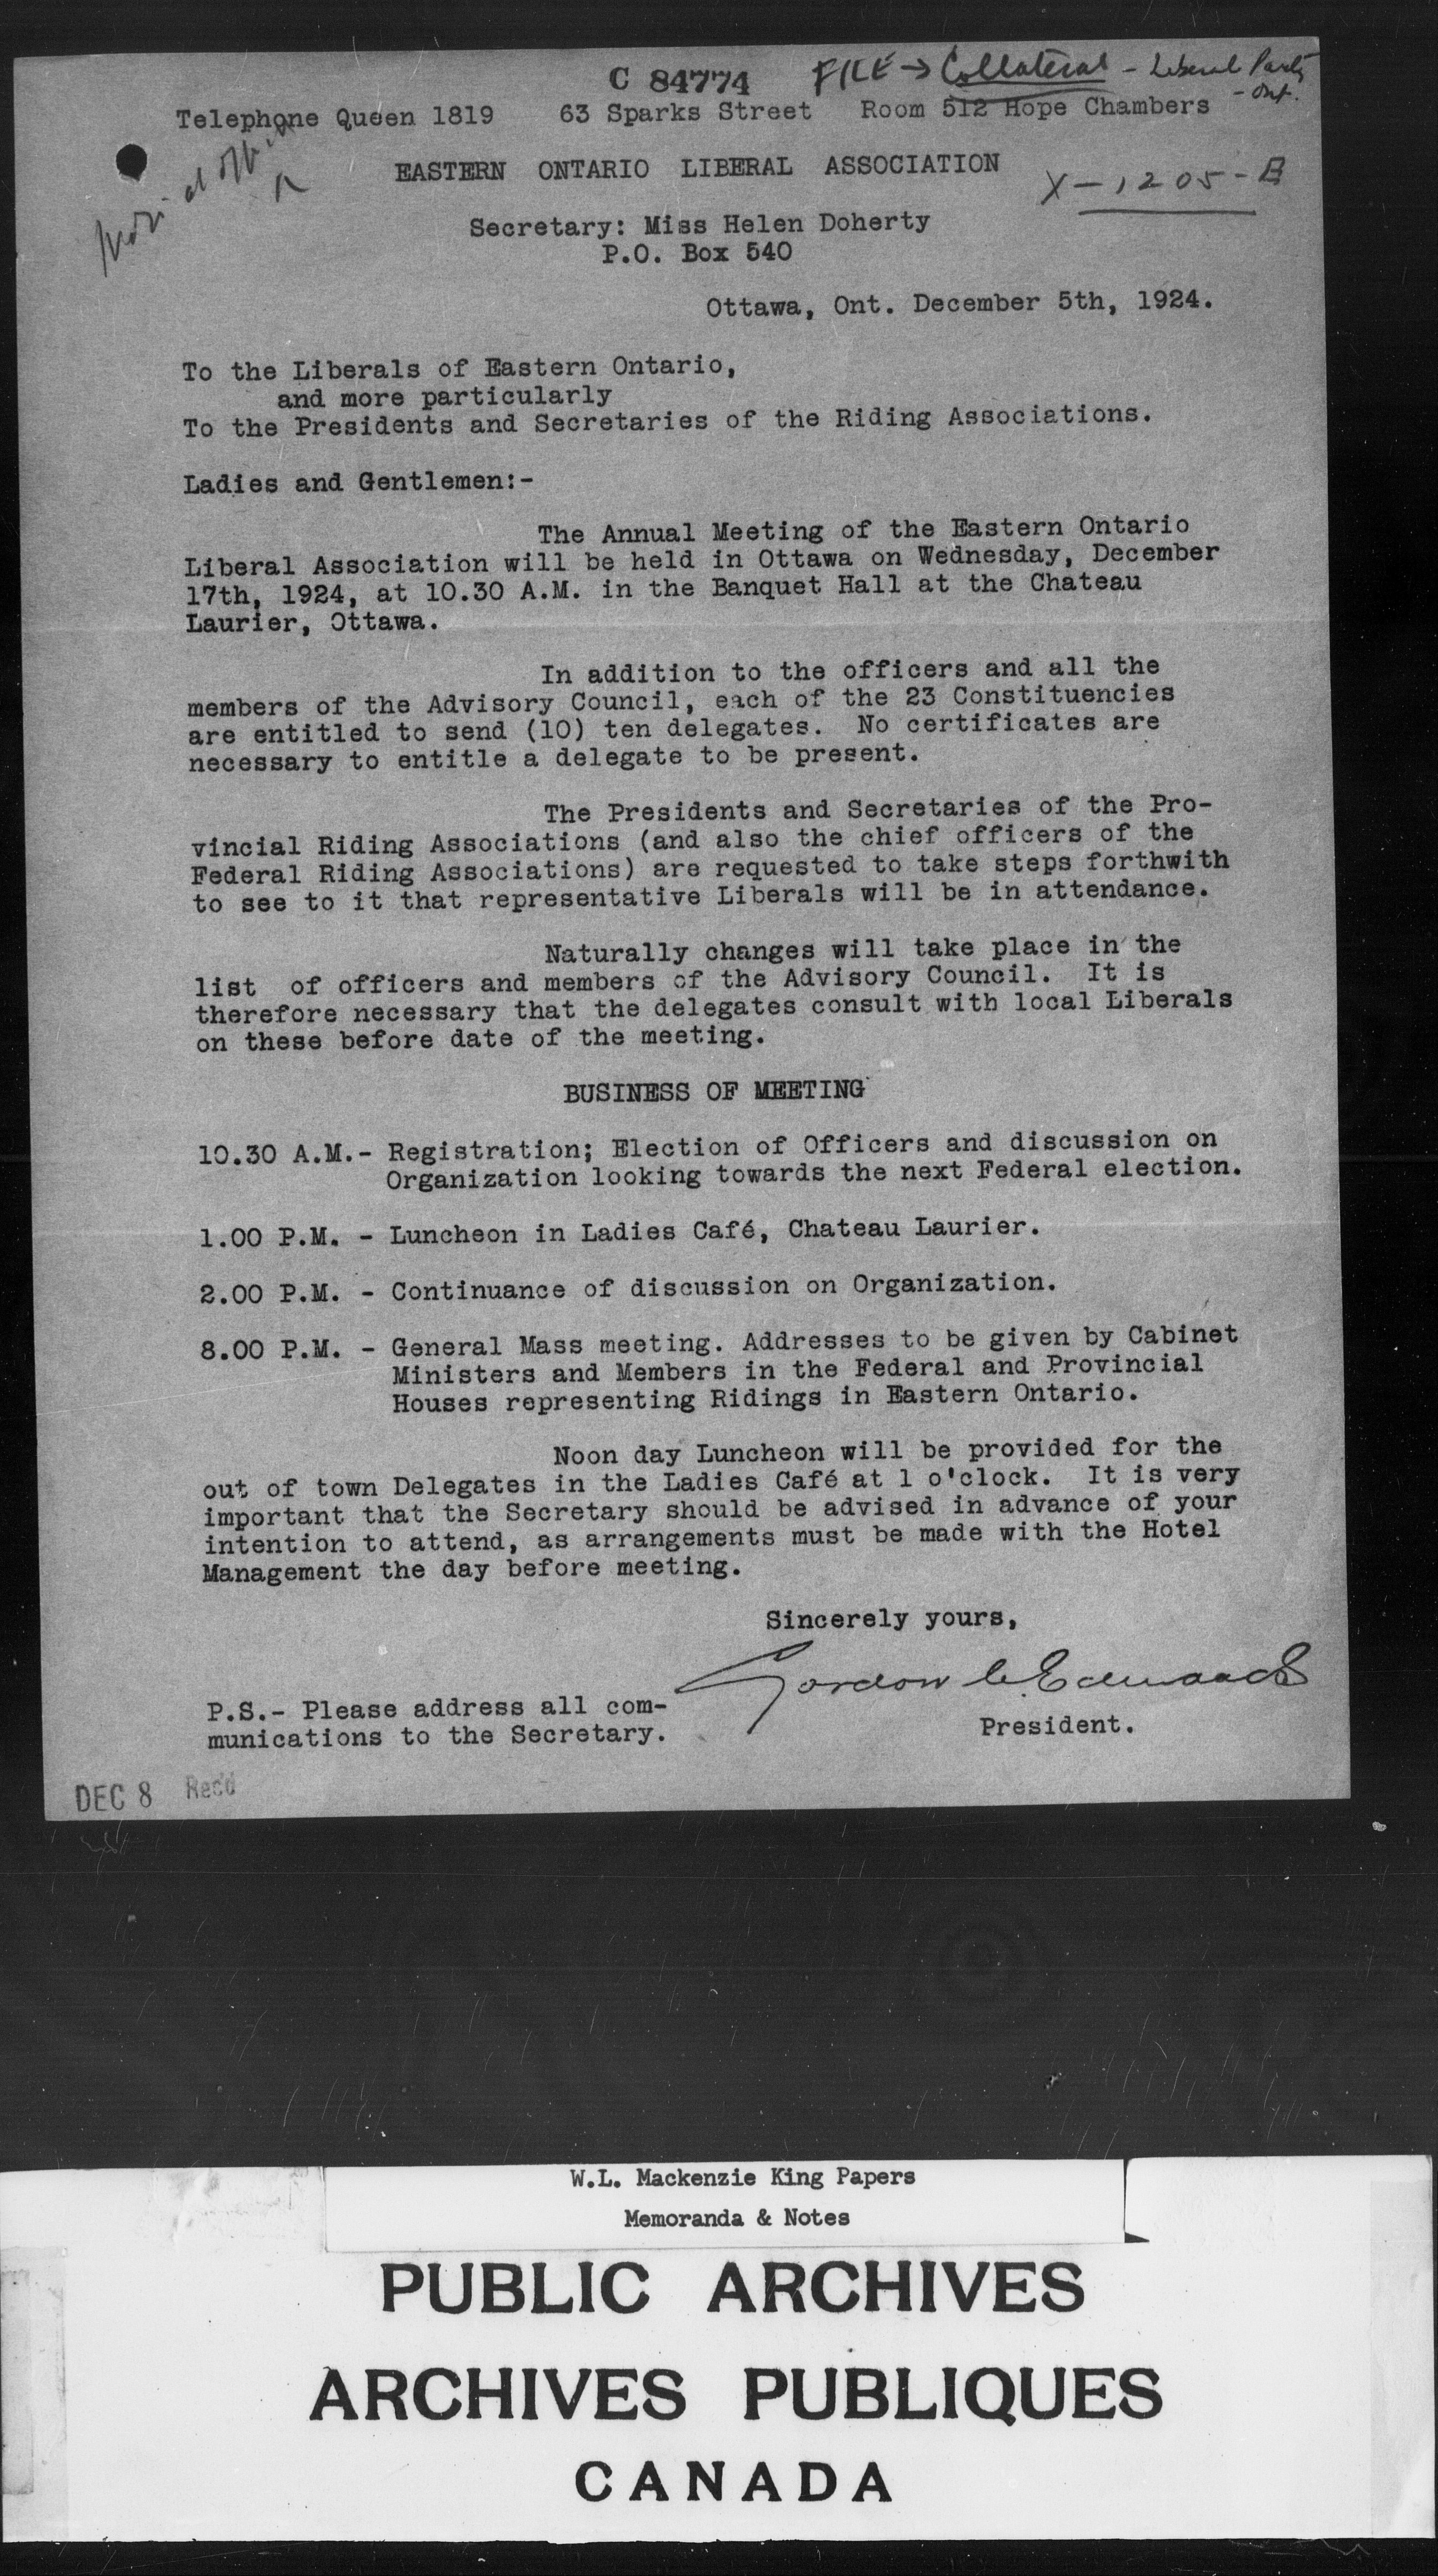 C 84774 FILE → Collateral - Liberal Party
- Ont.
Telephone Queen 1819 63 Sparks Street Room 512 Hope Chambers
EASTERN ONTARIO LIBERAL ASSOCIATION
X-1205-B
Secretary: Miss Helen Doherty
P.O. Box 540
Ottawa, Ont. December 5th, 1924.
To the Liberals of Eastern Ontario,
and more particularly
To the Presidents and Secretaries of the Riding Associations.
Ladies and Gentlemen:-
The Annual Meeting of the Eastern Ontario
Liberal Association will be held in Ottawa on Wednesday, December
17th, 1924, at 10.30 A.M. in the Banquet Hall at the Chateau
Laurier, Ottawa.
In addition to the officers and all the
members of the Advisory Council, each of the 23 Constituencies
are entitled to send (10) ten delegates. No certificates are
necessary to entitle a delegate to be present.
The Presidents and Secretaries of the Pro-
vincial Riding Associations (and also the chief officers of the
Federal Riding Associations) are requested to take steps forthwith
to see to it that representative Liberals will be in attendance.
Naturally changes will take place in the
list of officers and members of the Advisory Council. It is
therefore necessary that the delegates consult with local Liberals
on these before date of the meeting.
BUSINESS OF MEETING
10.30 A.M.- Registration; Election of Officers and discussion on
Organization looking towards the next Federal election.
1.00 P.M. - Luncheon in Ladies Café, Chateau Laurier.
2.00 P.M. - Continuance of discussion on Organization.
8.00 P.M. - General Mass meeting. Addresses to be given by Cabinet
Ministers and Members in the Federal and Provincial
Houses representing Ridings in Eastern Ontario.
Noon day Luncheon will be provided for the
out of town Delegates in the Ladies Café at 1 o'clock. It is very
important that the Secretary should be advised in advance of your
intention to attend, as arrangements must be made with the Hotel
Management the day before meeting.
Sincerely yours,
Gordon C. Edwards
President.
P.S.- Please address all com-
munications to the Secretary.
DEC 8 Recd
W.L. Mackenzie King Papers
Memoranda & Notes
PUBLIC ARCHIVES
ARCHIVES PUBLIQUES
CANADA